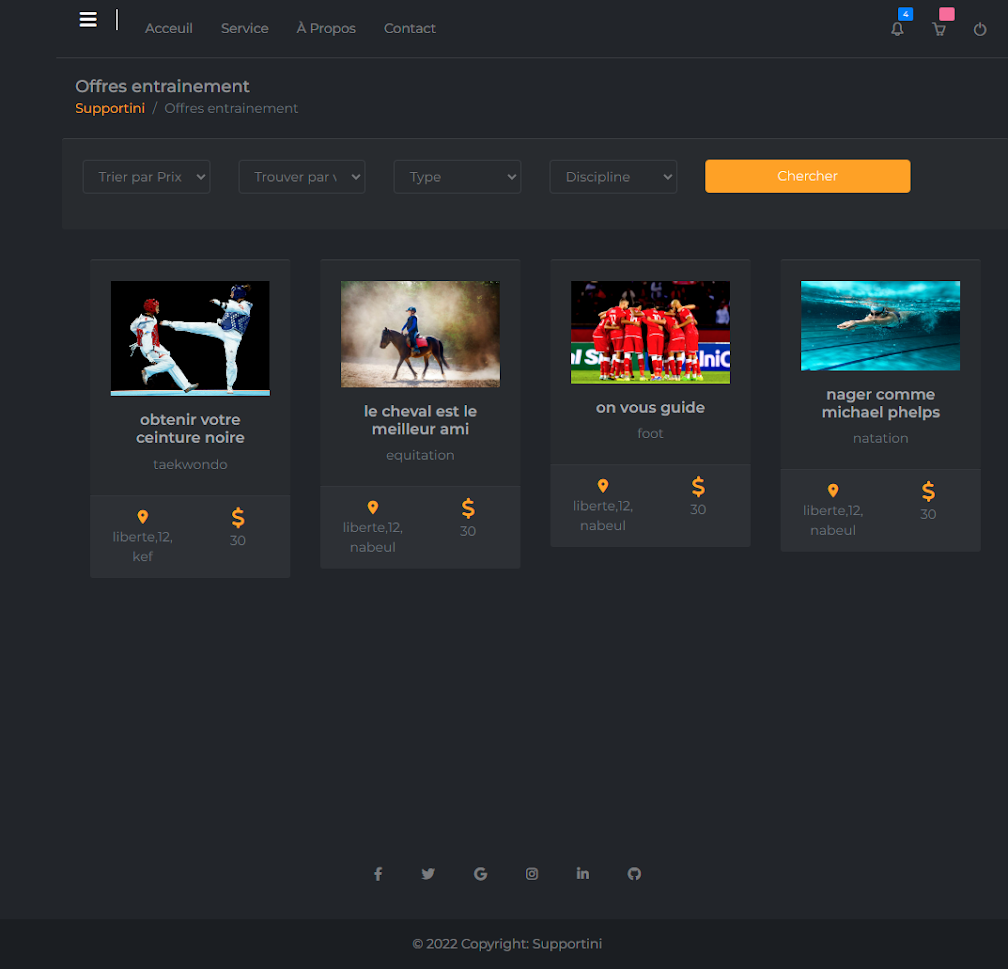 Acceuil Service À Propos Contact 4
Offres entrainement
Supportini / Offres entrainement
Trier par Prix Trouver par Type Discipline Chercher
obtenir votre
ceinture noire
taekwondo
liberte,12,
kef
30
le cheval est le
meilleur ami
equitation
liberte,12,
nabeul
30
on vous guide
foot
liberte,12,
nabeul
30
nager comme
michael phelps
natation
liberte,12,
nabeul
30
© 2022 Copyright: Supportini